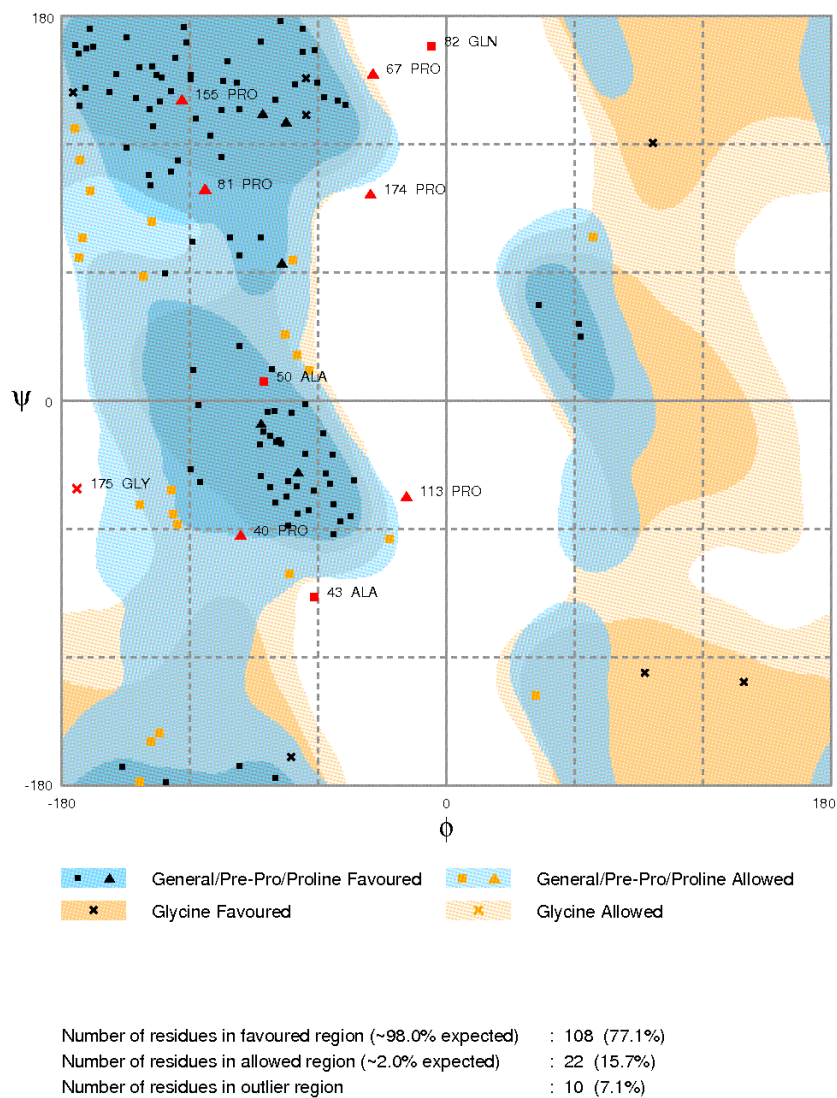 180
82 GLN
67 PRO
155 PRO
81 PRO
174 PRO
50 ALA
ψ
0
175 GLY
113 PRO
40 PRO
43 ALA
-180
-180
0
180
ϕ
General/Pre-Pro/Proline Favoured
General/Pre-Pro/Proline Allowed
Glycine Favoured
Glycine Allowed
Number of residues in favoured region (~98.0% expected) : 108 (77.1%)
Number of residues in allowed region (~2.0% expected) : 22 (15.7%)
Number of residues in outlier region : 10 (7.1%)